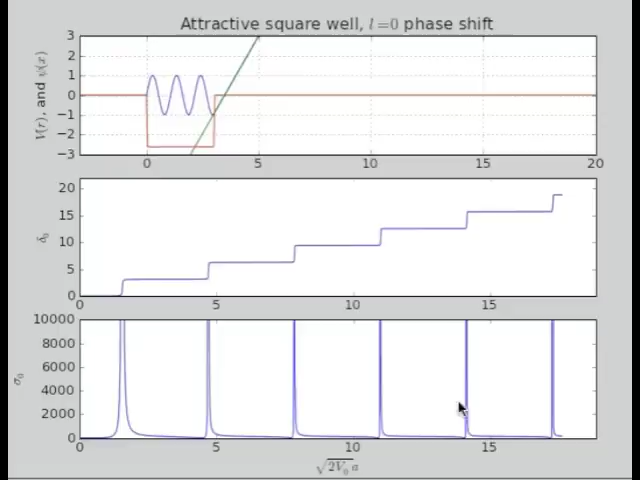 Attractive square well, l=0 phase shift
V(r), and ψ(x)
3
2
1
0
−1
−2
−3
0 5 10 15 20
δ₀
20
15
10
5
0
0 5 10 15
σ₀
10000
8000
6000
4000
2000
0
0 5 10 15
√2V₀ a